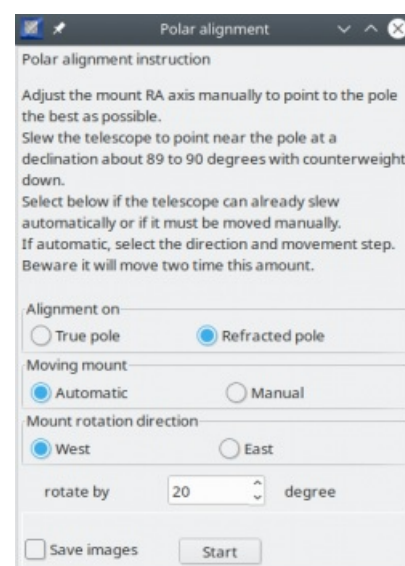 Polar alignment
Polar alignment instruction
Adjust the mount RA axis manually to point to the pole
the best as possible.
Slew the telescope to point near the pole at a
declination about 89 to 90 degrees with counterweight
down.
Select below if the telescope can already slew
automatically or if it must be moved manually.
If automatic, select the direction and movement step.
Beware it will move two time this amount.
Alignment on
True pole Refracted pole
Moving mount
Automatic Manual
Mount rotation direction
West East
rotate by 20 degree
Save images Start